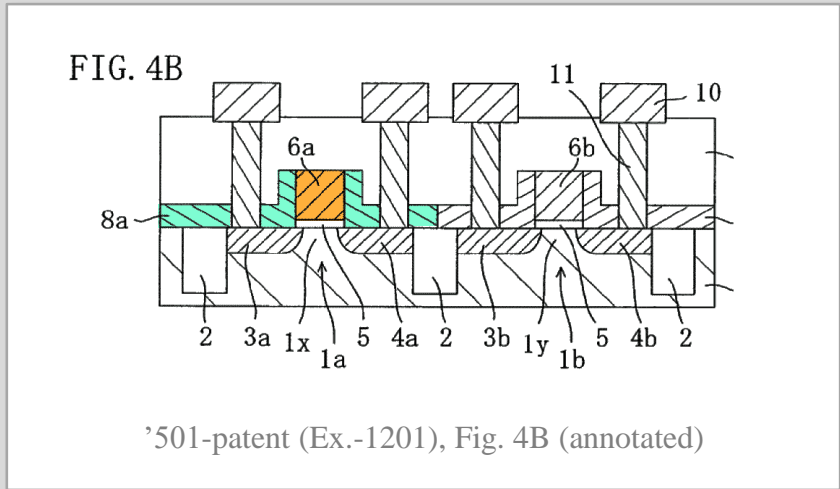 FIG. 4B
11
10
6a
6b
8a
2
3a
1x
1a
5
4a
2
3b
1y
1b
5
4b
2
’501-patent (Ex.-1201), Fig. 4B (annotated)